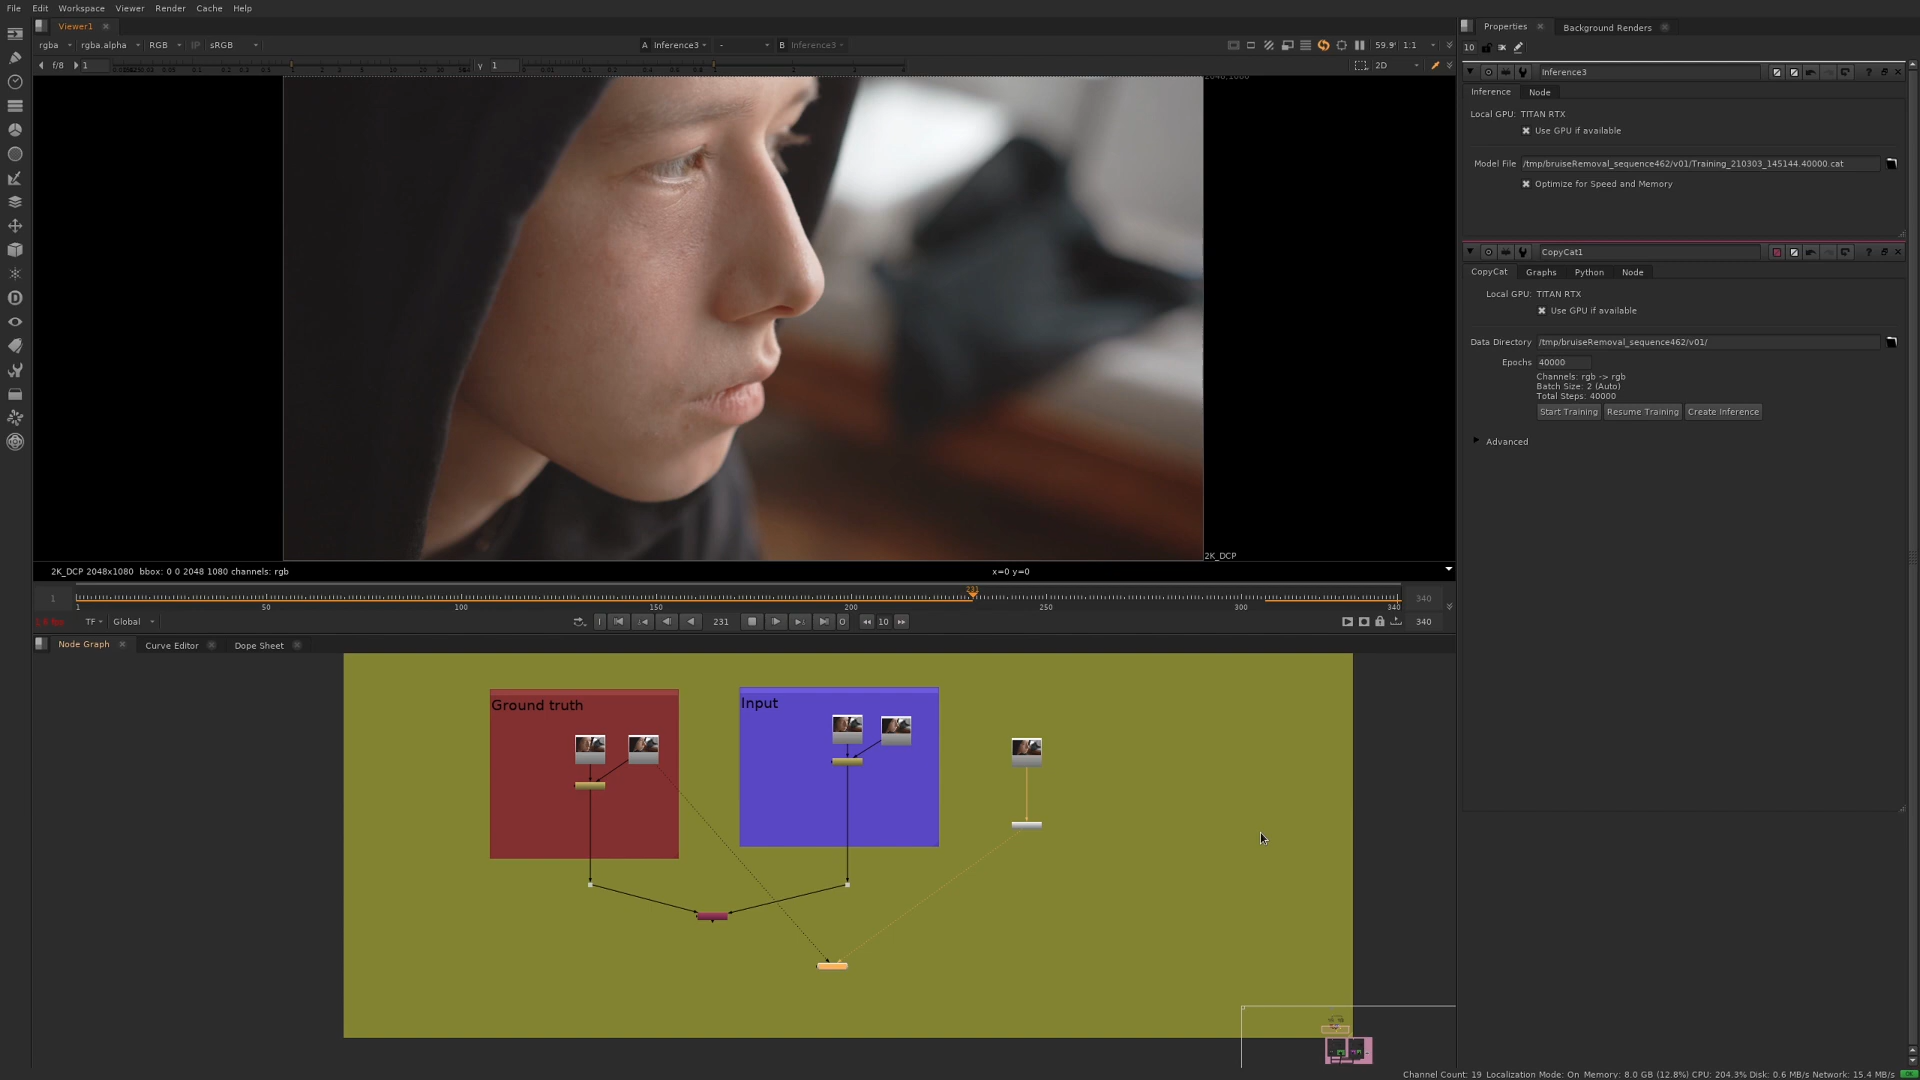 File Edit Workspace Viewer Render Cache Help
Viewer1
rgba rgba.alpha RGB IP sRGB A Inference3 - B Inference3 59.9 1:1
f/8 1 γ 1 2D
2K_DCP
2K_DCP 2048x1080 bbox: 0 0 2048 1080 channels: rgb x=0 y=0
1 231 340
1 50 100 150 200 250 300 340
TF Global 231 10 340
Node Graph Curve Editor Dope Sheet
Ground truth
Input
Properties Background Renders
10
Inference3
Inference Node
Local GPU: TITAN RTX
Use GPU if available
Model File /tmp/bruiseRemoval_sequence462/v01/Training_210303_145144.40000.cat
Optimize for Speed and Memory
CopyCat1
CopyCat Graphs Python Node
Local GPU: TITAN RTX
Use GPU if available
Data Directory /tmp/bruiseRemoval_sequence462/v01/
Epochs 40000
Channels: rgb -> rgb
Batch Size: 2 (Auto)
Total Steps: 40000
Start Training Resume Training Create Inference
Advanced
Channel Count: 19 Localization Mode: On Memory: 8.0 GB (12.8%) CPU: 204.3% Disk: 0.6 MB/s Network: 15.4 MB/s